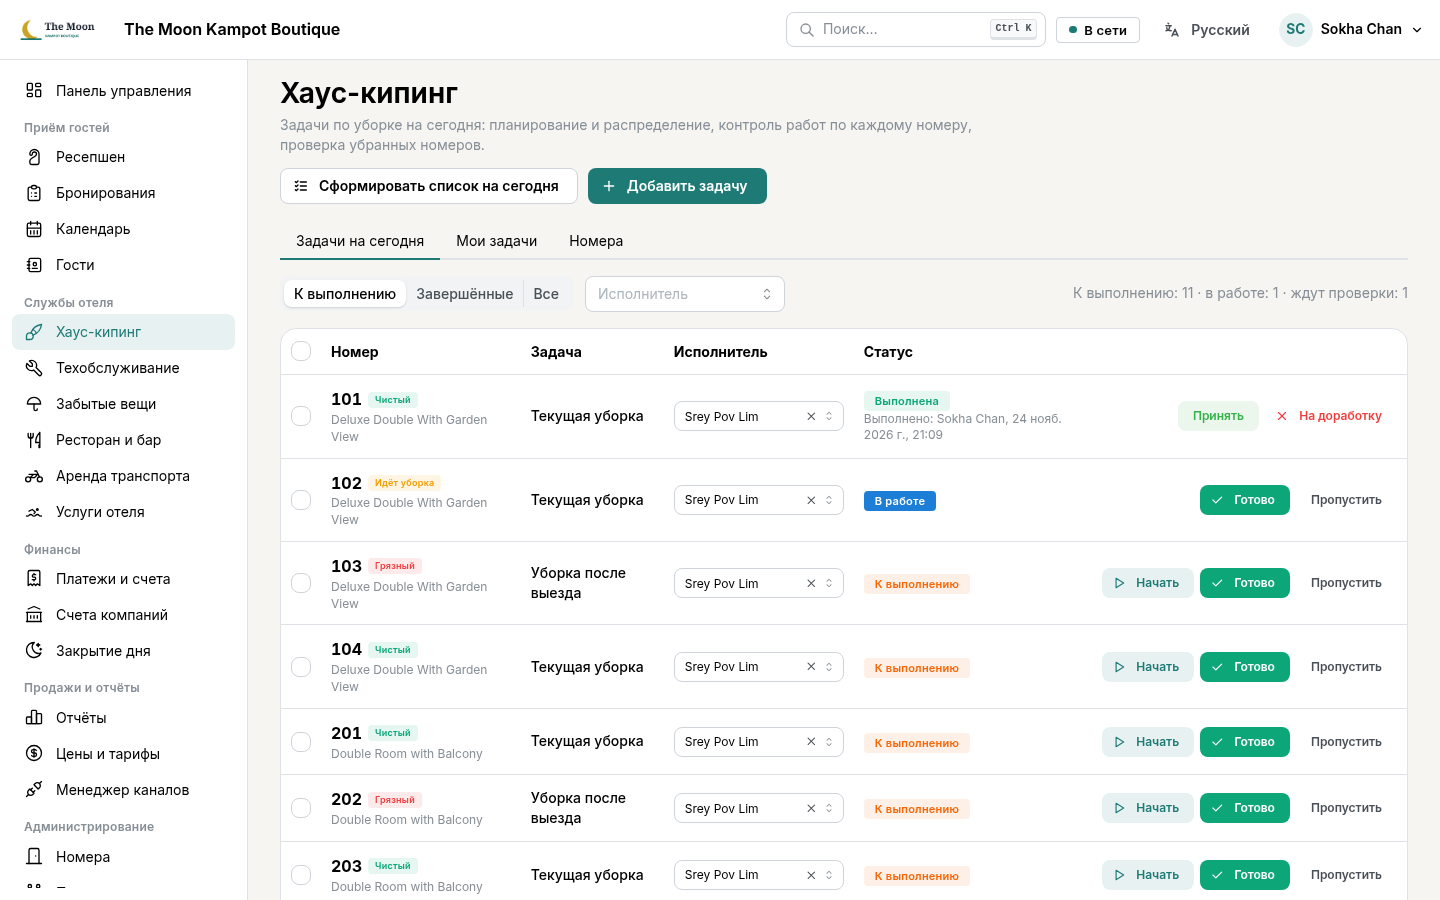 The Moon
KAMPOT BOUTIQUE
The Moon Kampot Boutique
Поиск...
Ctrl K
В сети
Русский
SC
Sokha Chan
Панель управления
Приём гостей
Ресепшен
Бронирования
Календарь
Гости
Службы отеля
Хаус-кипинг
Техобслуживание
Забытые вещи
Ресторан и бар
Аренда транспорта
Услуги отеля
Финансы
Платежи и счета
Счета компаний
Закрытие дня
Продажи и отчёты
Отчёты
Цены и тарифы
Менеджер каналов
Администрирование
Номера
Хаус-кипинг
Задачи по уборке на сегодня: планирование и распределение, контроль работ по каждому номеру,
проверка убранных номеров.
Сформировать список на сегодня
Добавить задачу
Задачи на сегодня
Мои задачи
Номера
К выполнению
Завершённые
Все
Исполнитель
К выполнению: 11 · в работе: 1 · ждут проверки: 1
Номер
Задача
Исполнитель
Статус
101
Чистый
Deluxe Double With Garden
View
Текущая уборка
Srey Pov Lim
Выполнена
Выполнено: Sokha Chan, 24 нояб.
2026 г., 21:09
Принять
На доработку
102
Идёт уборка
Deluxe Double With Garden
View
Текущая уборка
Srey Pov Lim
В работе
Готово
Пропустить
103
Грязный
Deluxe Double With Garden
View
Уборка после
выезда
Srey Pov Lim
К выполнению
Начать
Готово
Пропустить
104
Чистый
Deluxe Double With Garden
View
Текущая уборка
Srey Pov Lim
К выполнению
Начать
Готово
Пропустить
201
Чистый
Double Room with Balcony
Текущая уборка
Srey Pov Lim
К выполнению
Начать
Готово
Пропустить
202
Грязный
Double Room with Balcony
Уборка после
выезда
Srey Pov Lim
К выполнению
Начать
Готово
Пропустить
203
Чистый
Double Room with Balcony
Текущая уборка
Srey Pov Lim
К выполнению
Начать
Готово
Пропустить